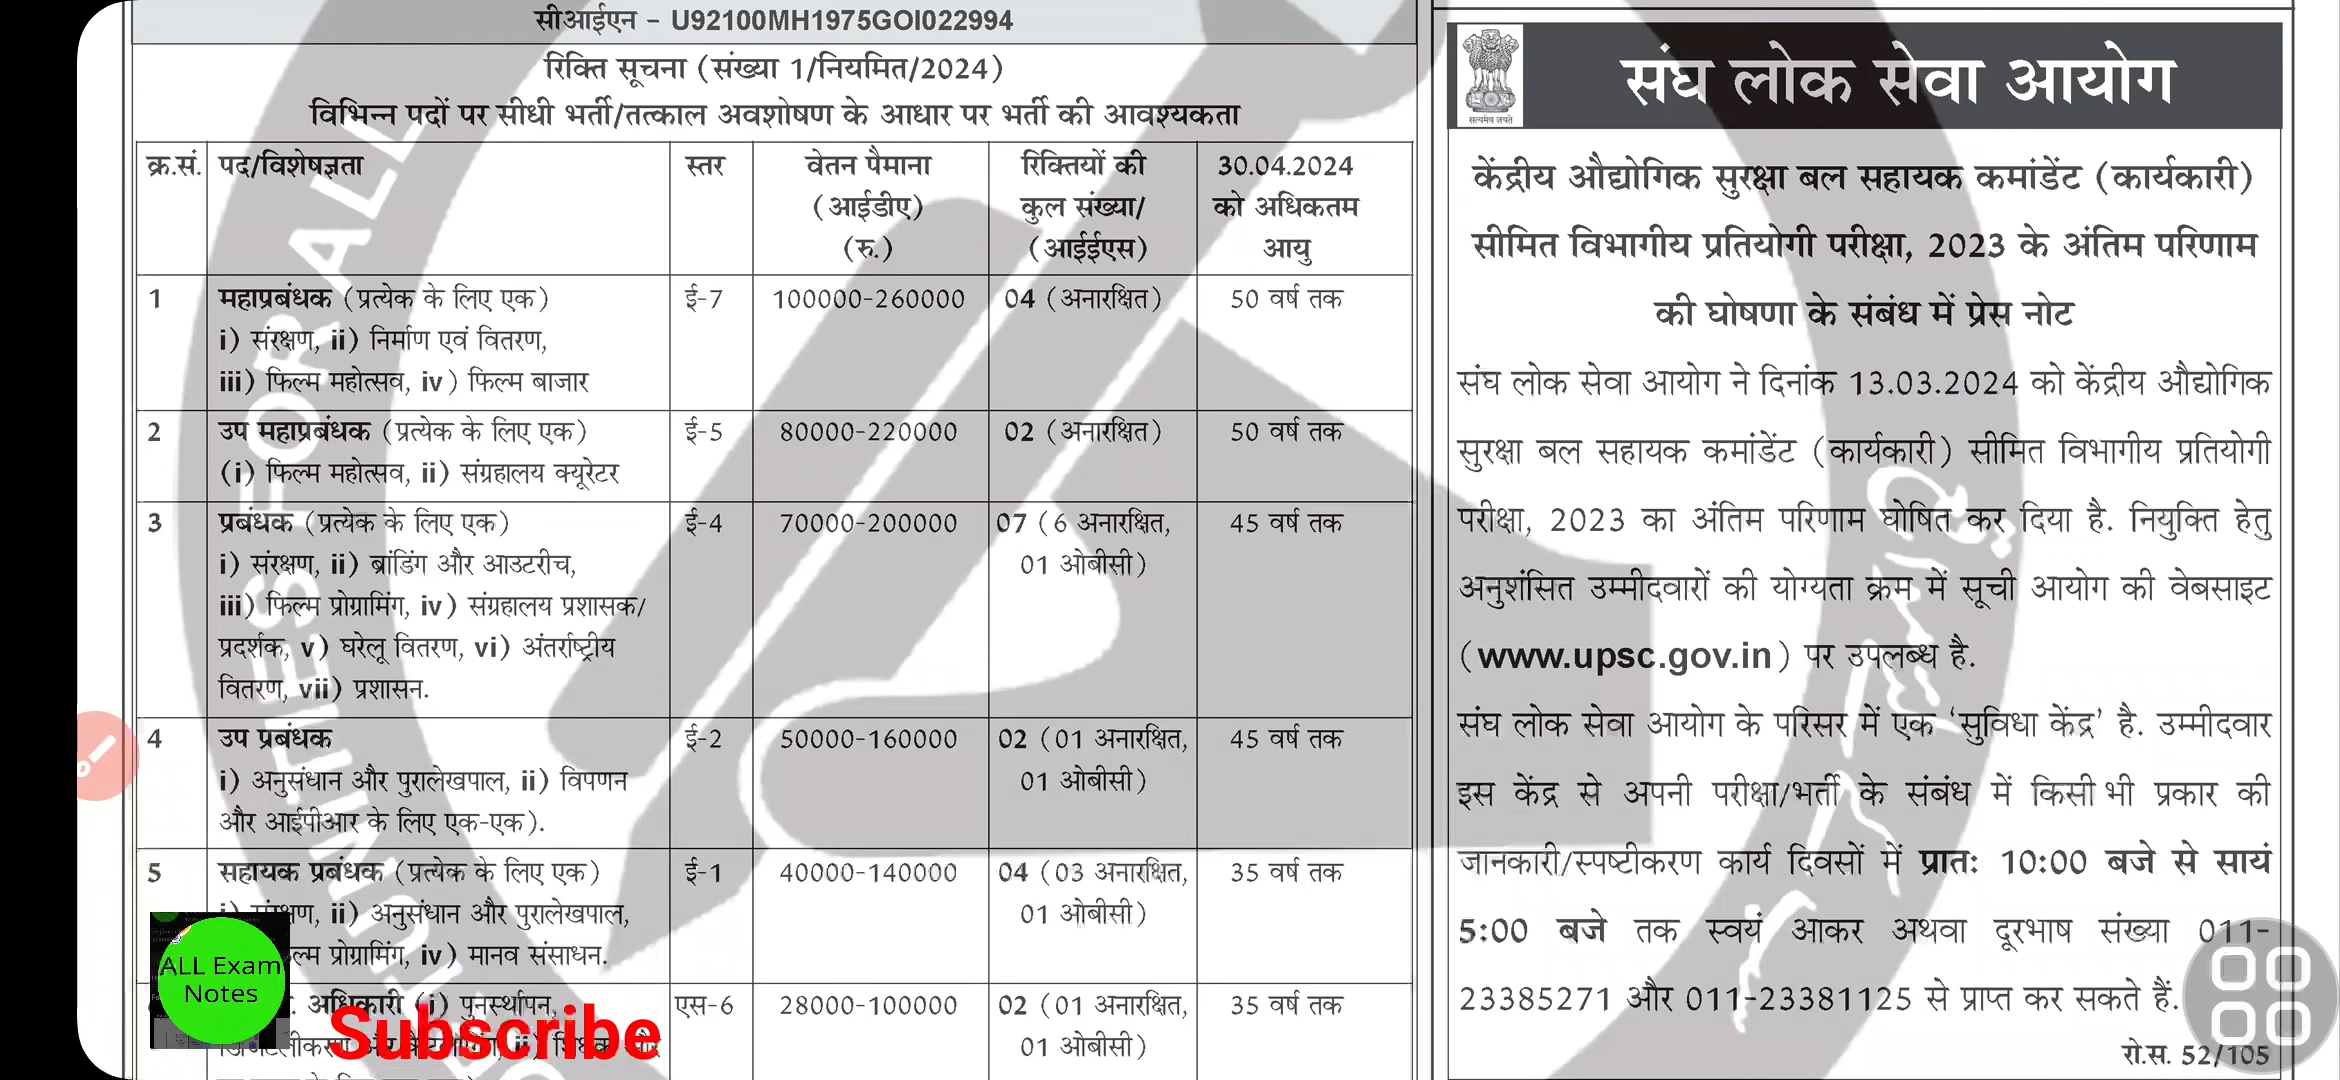 सीआईएन – U92100MH1975GOI022994
रिक्ति सूचना (संख्या 1/नियमित/2024)
विभिन्न पदों पर सीधी भर्ती/तत्काल अवशोषण के आधार पर भर्ती की आवश्यकता
क्र.सं. पद/विशेषज्ञता स्तर वेतन पैमाना रिक्तियों की 30.04.2024
(आईडीए) कुल संख्या/ को अधिकतम
(रु.) (आईईएस) आयु
1 महाप्रबंधक (प्रत्येक के लिए एक) ई-7 100000-260000 04 (अनारक्षित) 50 वर्ष तक
i) संरक्षण, ii) निर्माण एवं वितरण,
iii) फिल्म महोत्सव, iv) फिल्म बाजार
2 उप महाप्रबंधक (प्रत्येक के लिए एक) ई-5 80000-220000 02 (अनारक्षित) 50 वर्ष तक
(i) फिल्म महोत्सव, ii) संग्रहालय क्यूरेटर
3 प्रबंधक (प्रत्येक के लिए एक) ई-4 70000-200000 07 (6 अनारक्षित, 45 वर्ष तक
i) संरक्षण, ii) ब्रांडिंग और आउटरीच, 01 ओबीसी)
iii) फिल्म प्रोग्रामिंग, iv) संग्रहालय प्रशासक/
प्रदर्शक, v) घरेलू वितरण, vi) अंतर्राष्ट्रीय
वितरण, vii) प्रशासन.
4 उप प्रबंधक ई-2 50000-160000 02 (01 अनारक्षित, 45 वर्ष तक
i) अनुसंधान और पुरालेखपाल, ii) विपणन 01 ओबीसी)
और आईपीआर के लिए एक-एक).
5 सहायक प्रबंधक (प्रत्येक के लिए एक) ई-1 40000-140000 04 (03 अनारक्षित, 35 वर्ष तक
ii) अनुसंधान और पुरालेखपाल, 01 ओबीसी)
प्रोग्रामिंग, iv) मानव संसाधन.
अधिकारी (i) पुनर्स्थापन, एस-6 28000-100000 02 (01 अनारक्षित, 35 वर्ष तक
01 ओबीसी)
ALL Exam
Notes
Subscribe
संघ लोक सेवा आयोग
सत्यमेव जयते
केंद्रीय औद्योगिक सुरक्षा बल सहायक कमांडेंट (कार्यकारी)
सीमित विभागीय प्रतियोगी परीक्षा, 2023 के अंतिम परिणाम
की घोषणा के संबंध में प्रेस नोट
संघ लोक सेवा आयोग ने दिनांक 13.03.2024 को केंद्रीय औद्योगिक
सुरक्षा बल सहायक कमांडेंट (कार्यकारी) सीमित विभागीय प्रतियोगी
परीक्षा, 2023 का अंतिम परिणाम घोषित कर दिया है. नियुक्ति हेतु
अनुशंसित उम्मीदवारों की योग्यता क्रम में सूची आयोग की वेबसाइट
(www.upsc.gov.in) पर उपलब्ध है.
संघ लोक सेवा आयोग के परिसर में एक ‘सुविधा केंद्र’ है. उम्मीदवार
इस केंद्र से अपनी परीक्षा/भर्ती के संबंध में किसी भी प्रकार की
जानकारी/स्पष्टीकरण कार्य दिवसों में प्रातः 10:00 बजे से सायं
5:00 बजे तक स्वयं आकर अथवा दूरभाष संख्या 011-
23385271 और 011-23381125 से प्राप्त कर सकते हैं.
रो.स. 52/105